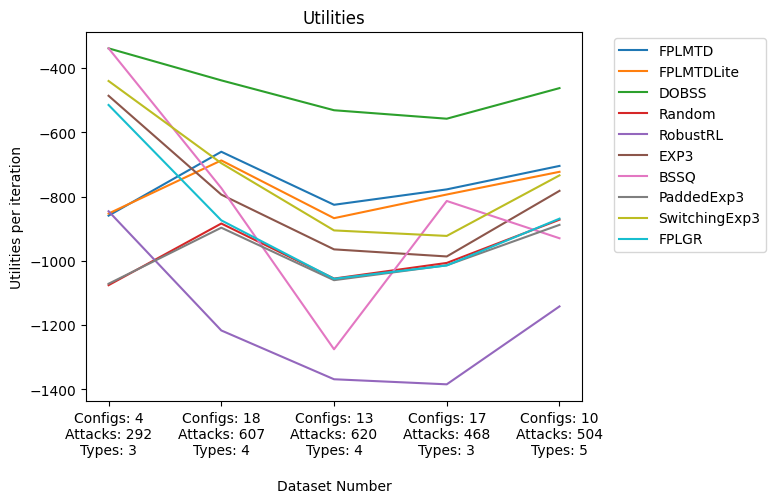 Utilities
Utilities per iteration
−400
−600
−800
−1000
−1200
−1400
Configs: 4
Attacks: 292
Types: 3
Configs: 18
Attacks: 607
Types: 4
Configs: 13
Attacks: 620
Types: 4
Configs: 17
Attacks: 468
Types: 3
Configs: 10
Attacks: 504
Types: 5
Dataset Number
FPLMTD
FPLMTDLite
DOBSS
Random
RobustRL
EXP3
BSSQ
PaddedExp3
SwitchingExp3
FPLGR